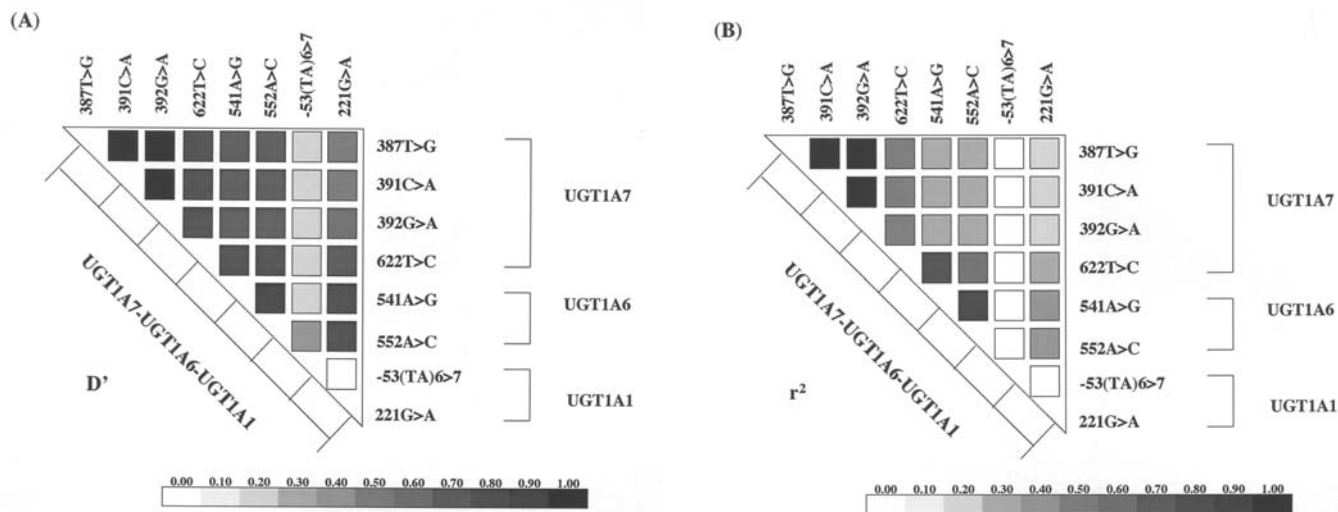 (A)
387T>G
391C>A
392G>A
622T>C
541A>G
552A>C
-53(TA)6>7
221G>A
387T>G
391C>A
392G>A
622T>C
541A>G
552A>C
-53(TA)6>7
221G>A
UGT1A7
UGT1A6
UGT1A1
UGT1A7-UGT1A6-UGT1A1
D’
0.00 0.10 0.20 0.30 0.40 0.50 0.60 0.70 0.80 0.90 1.00
(B)
387T>G
391C>A
392G>A
622T>C
541A>G
552A>C
-53(TA)6>7
221G>A
387T>G
391C>A
392G>A
622T>C
541A>G
552A>C
-53(TA)6>7
221G>A
UGT1A7
UGT1A6
UGT1A1
UGT1A7-UGT1A6-UGT1A1
r²
0.00 0.10 0.20 0.30 0.40 0.50 0.60 0.70 0.80 0.90 1.00